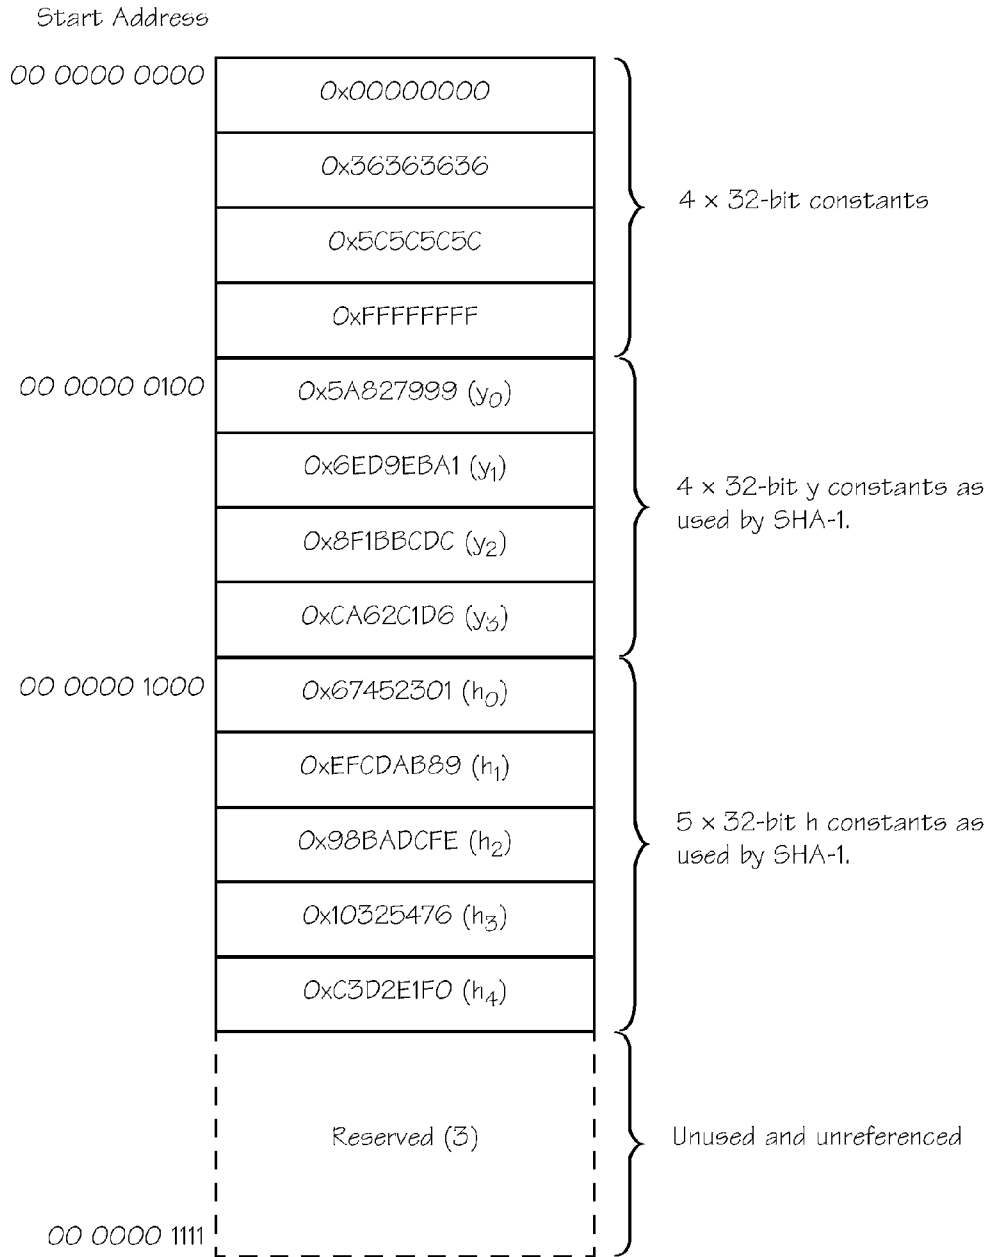 Start Address
00 0000 0000
0x00000000
0x36363636
4 × 32-bit constants
0x5C5C5C5C
0xFFFFFFFF
00 0000 0100
0x5A827999 (y0)
0x6ED9EBA1 (y1)
4 × 32-bit y constants as
used by SHA-1.
0x8F1BBCDC (y2)
0xCA62C1D6 (y3)
00 0000 1000
0x67452301 (h0)
0xEFCDAB89 (h1)
5 × 32-bit h constants as
used by SHA-1.
0x98BADCFE (h2)
0x10325476 (h3)
0xC3D2E1F0 (h4)
Reserved (3)
Unused and unreferenced
00 0000 1111